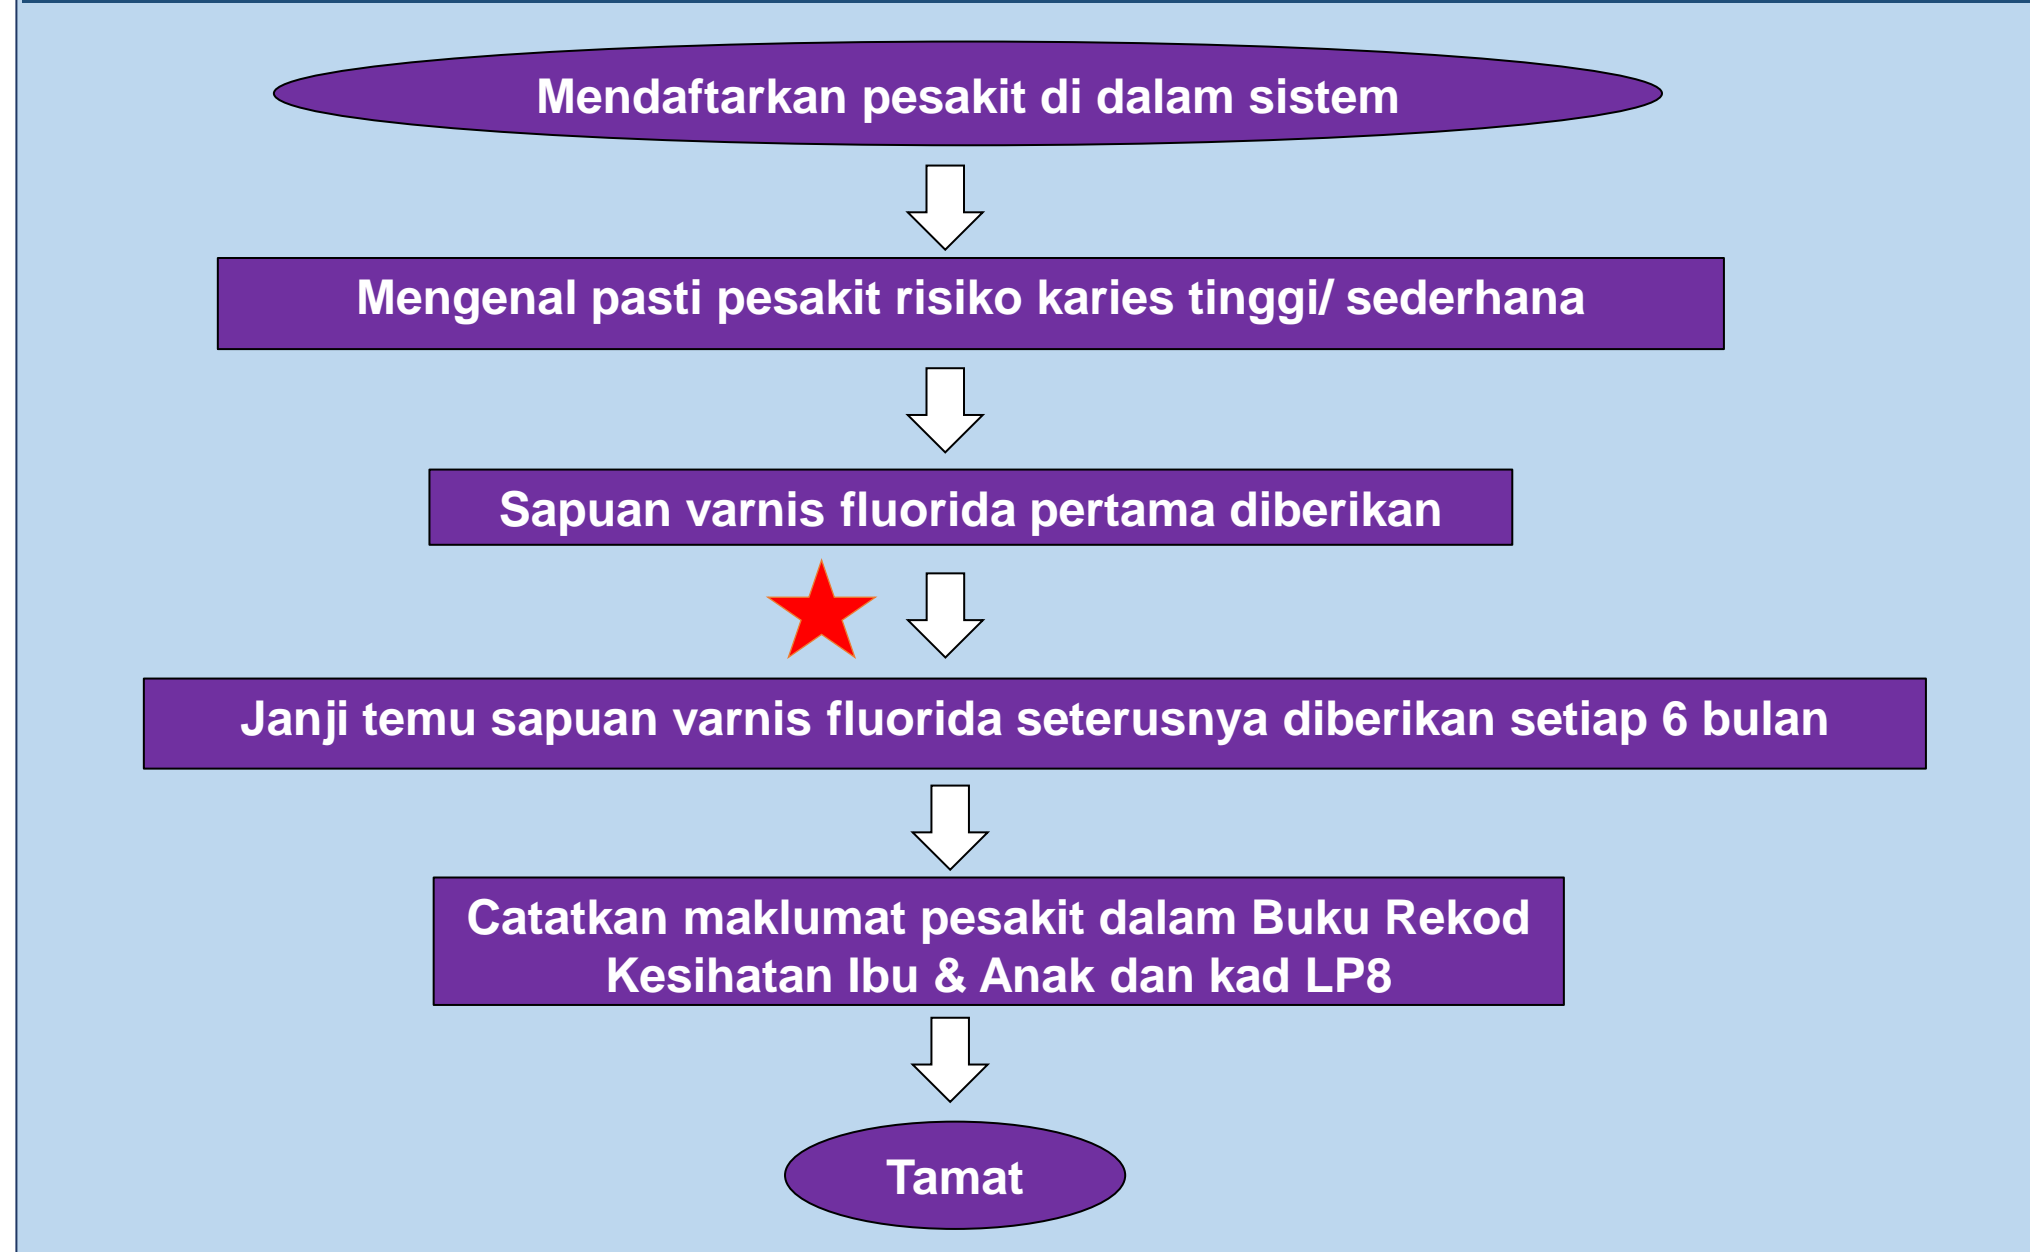 Mendaftarkan pesakit di dalam sistem
Mengenal pasti pesakit risiko karies tinggi/ sederhana
Sapuan varnis fluorida pertama diberikan
Janji temu sapuan varnis fluorida seterusnya diberikan setiap 6 bulan
Catatkan maklumat pesakit dalam Buku Rekod
Kesihatan Ibu & Anak dan kad LP8
Tamat